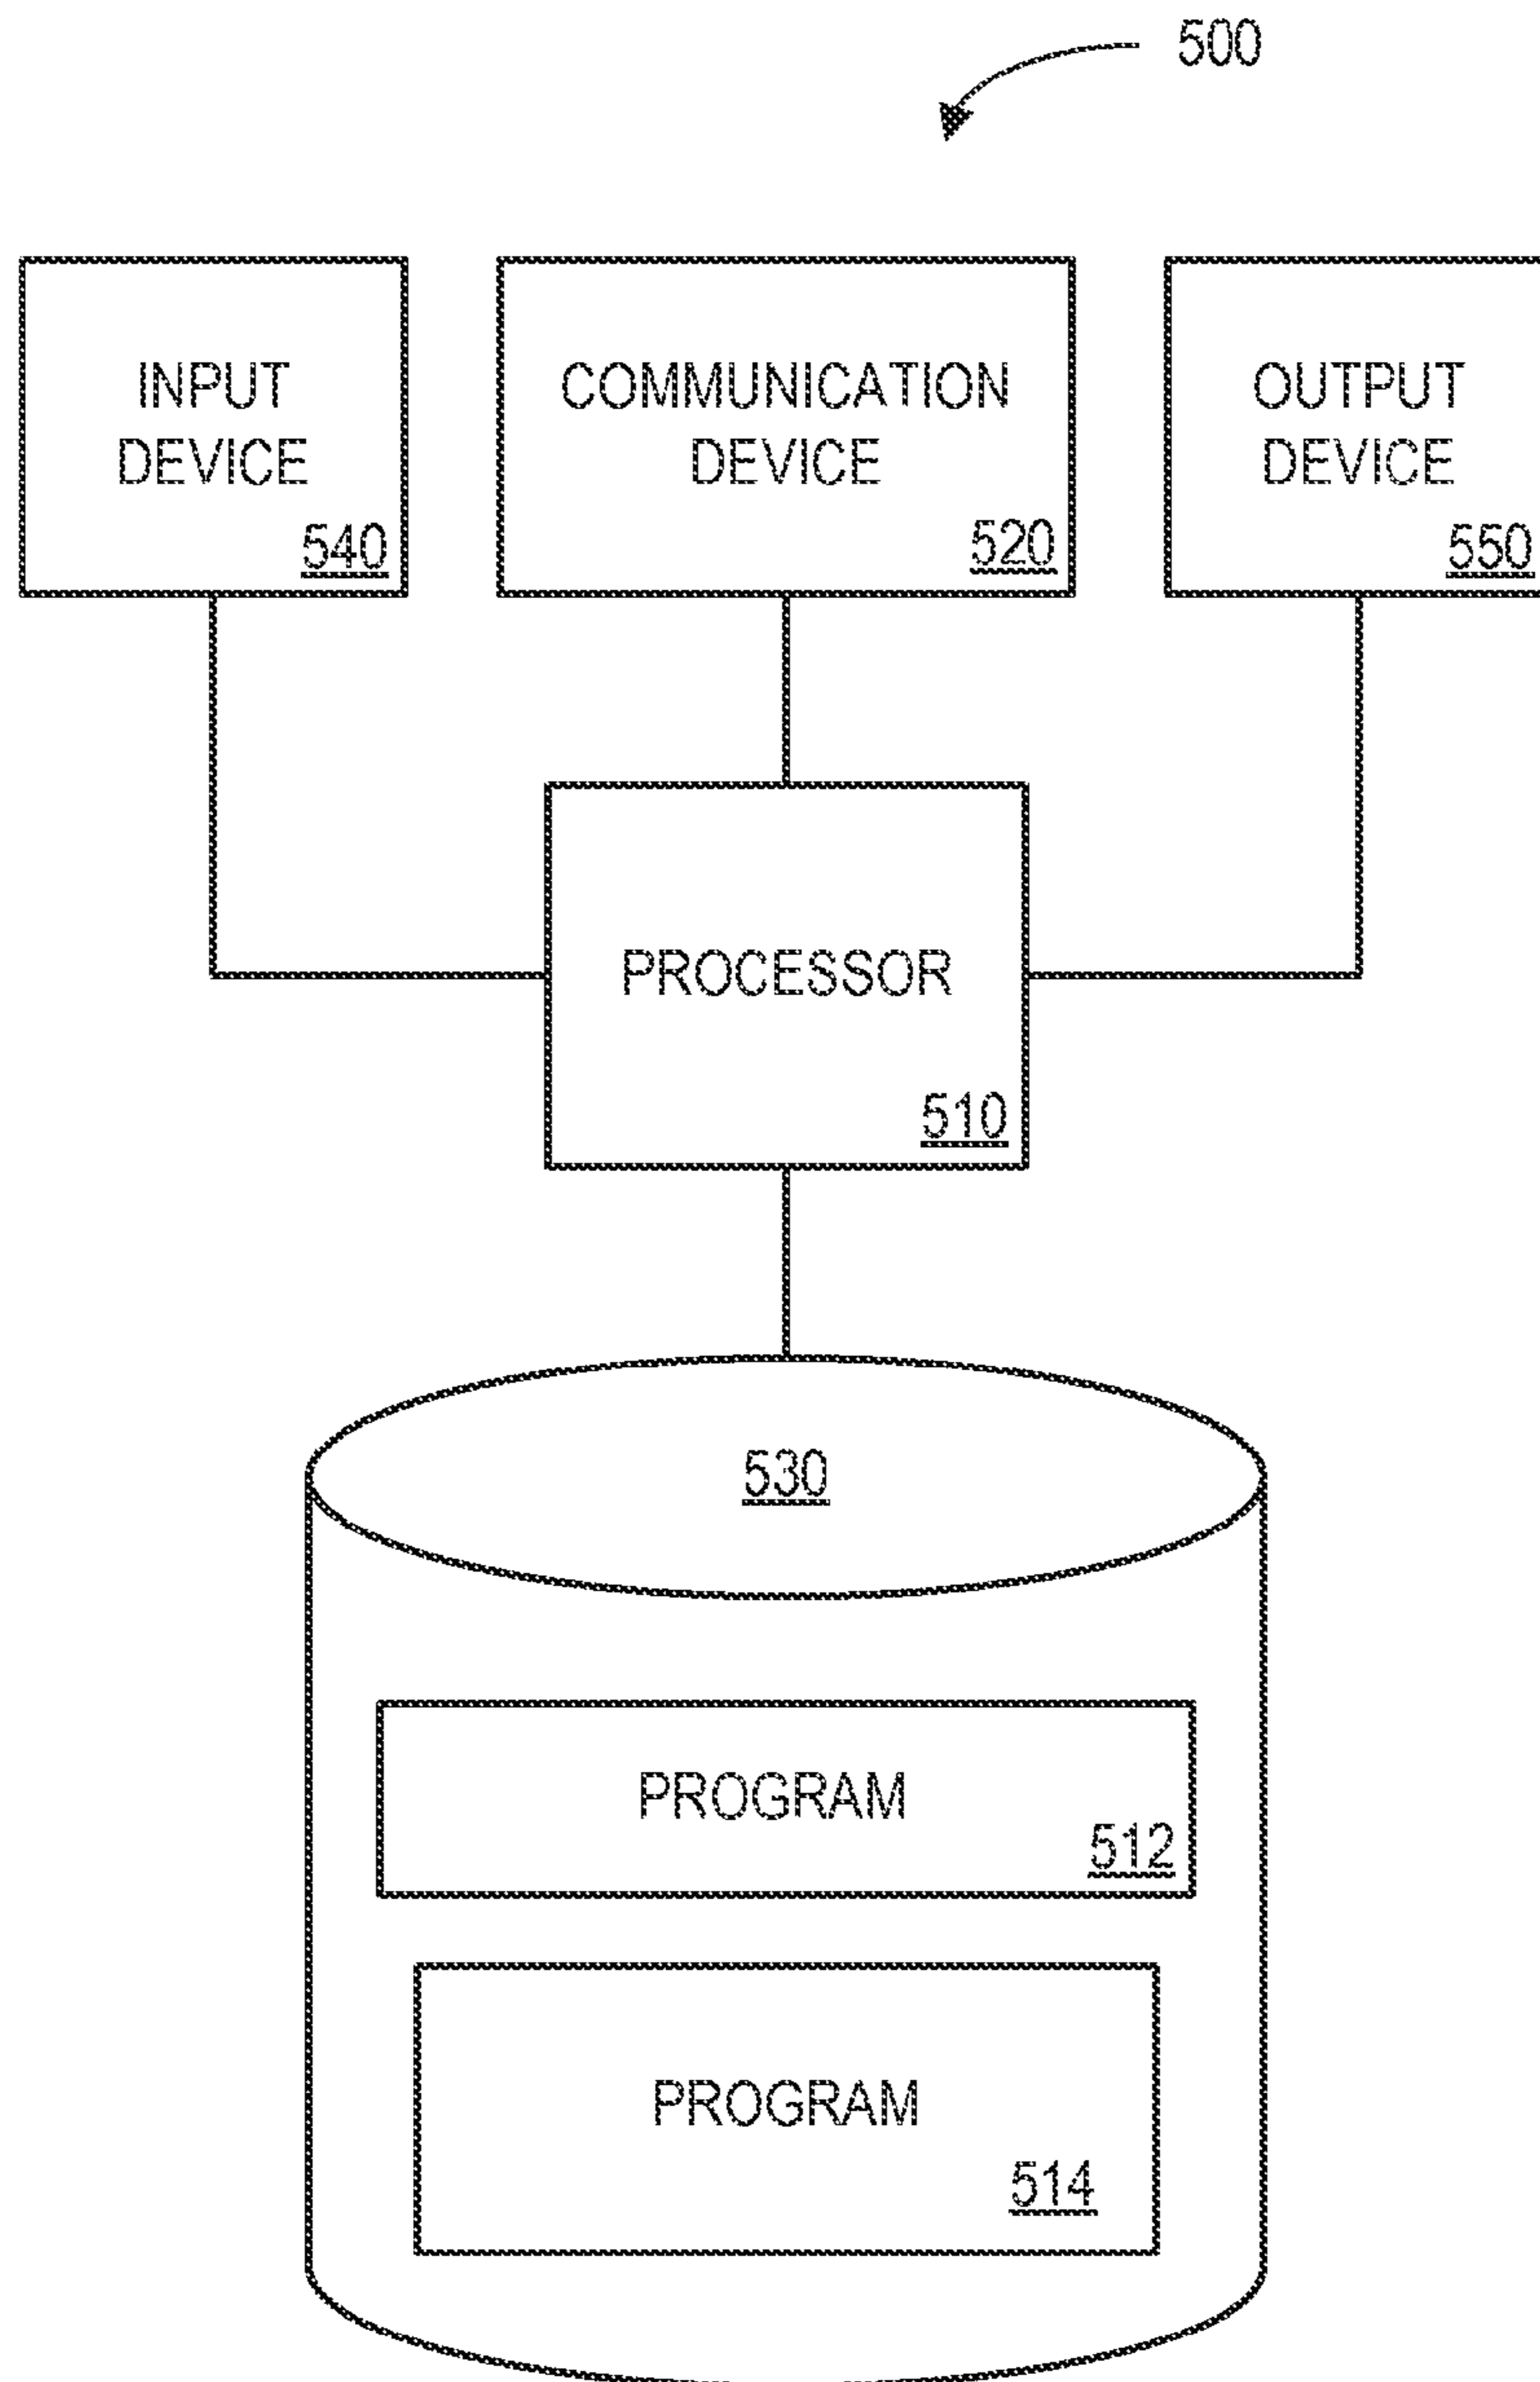 500
INPUT
DEVICE
540
COMMUNICATION
DEVICE
520
OUTPUT
DEVICE
550
PROCESSOR
510
530
PROGRAM
512
PROGRAM
514